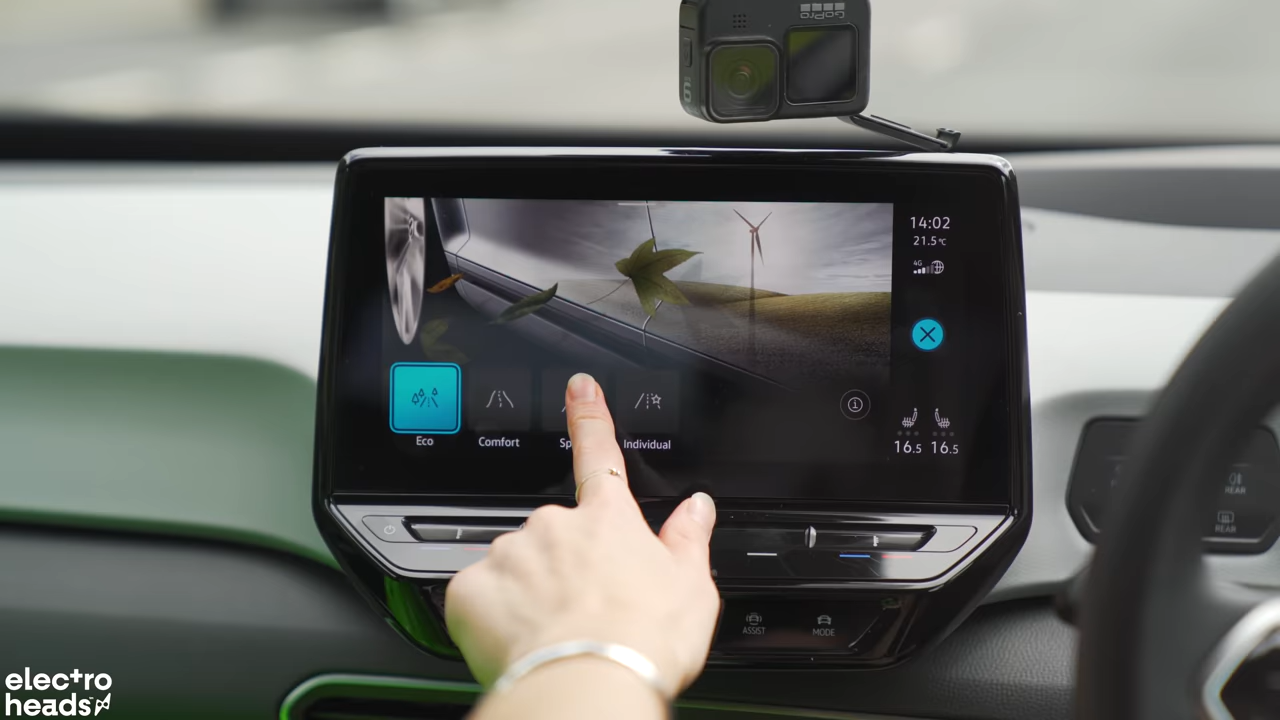 GoPro
14:02
21.5°C
4G
Eco
Comfort
Sp
Individual
16.5 16.5
REAR
REAR
ASSIST
MODE
electro
heads